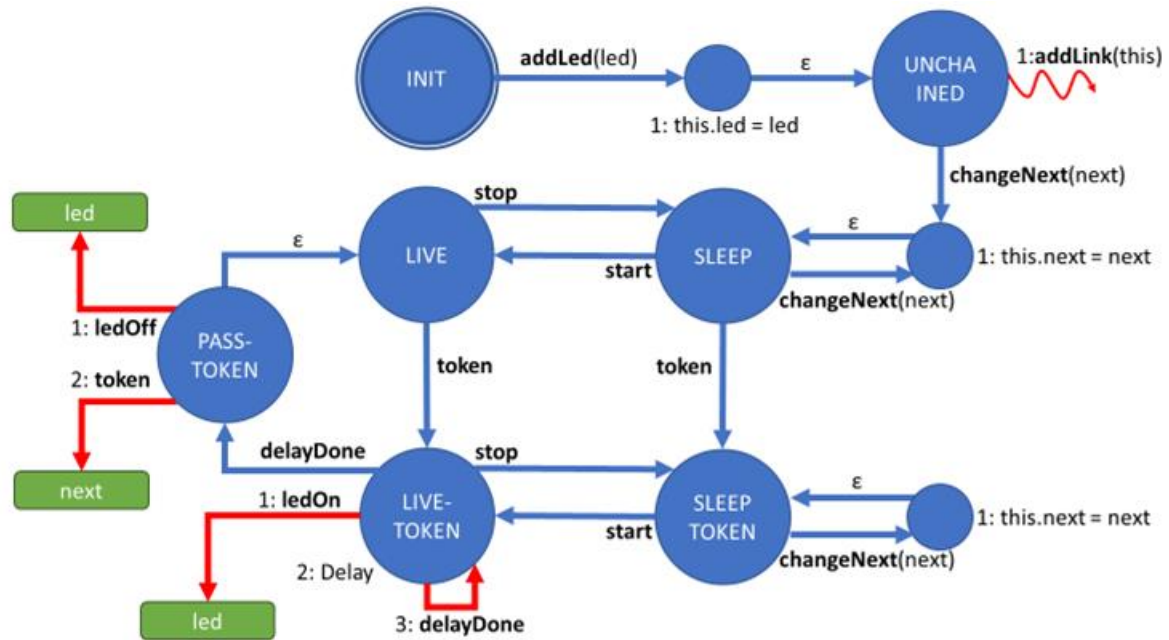 INIT
addLed(led)
ε
1: this.led = led
UNCHA
INED
1:addLink(this)
changeNext(next)
led
1: ledOff
PASS-
TOKEN
2: token
next
ε
LIVE
stop
start
SLEEP
ε
changeNext(next)
1: this.next = next
token
token
delayDone
1: ledOn
LIVE-
TOKEN
2: Delay
3: delayDone
led
stop
start
SLEEP
TOKEN
ε
changeNext(next)
1: this.next = next